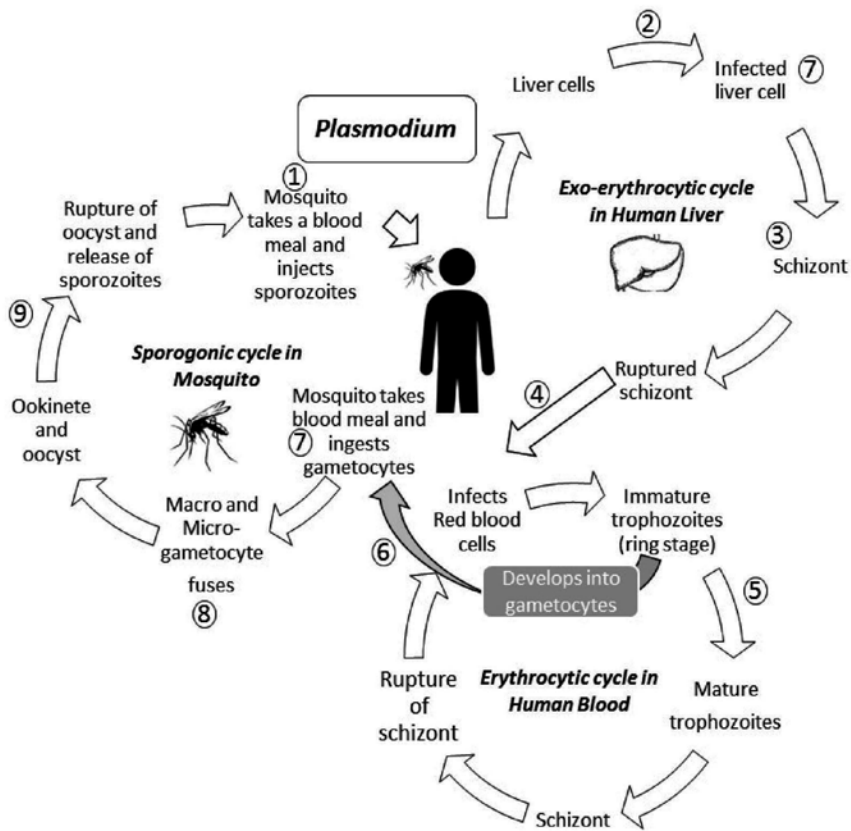 Plasmodium
①
Mosquito
takes a blood
meal and
injects
sporozoites
Liver cells
②
Infected
liver cell
⑦
Exo-erythrocytic cycle
in Human Liver
③
Schizont
Ruptured
schizont
④
Infects
Red blood
cells
Immature
trophozoites
(ring stage)
Develops into
gametocytes
⑤
Mature
trophozoites
Erythrocytic cycle in
Human Blood
Schizont
Rupture
of
schizont
⑥
Mosquito takes
blood meal and
⑦
ingests
gametocytes
Sporogonic cycle in
Mosquito
Macro and
Micro-
gametocyte
fuses
⑧
Ookinete
and
oocyst
⑨
Rupture of
oocyst and
release of
sporozoites